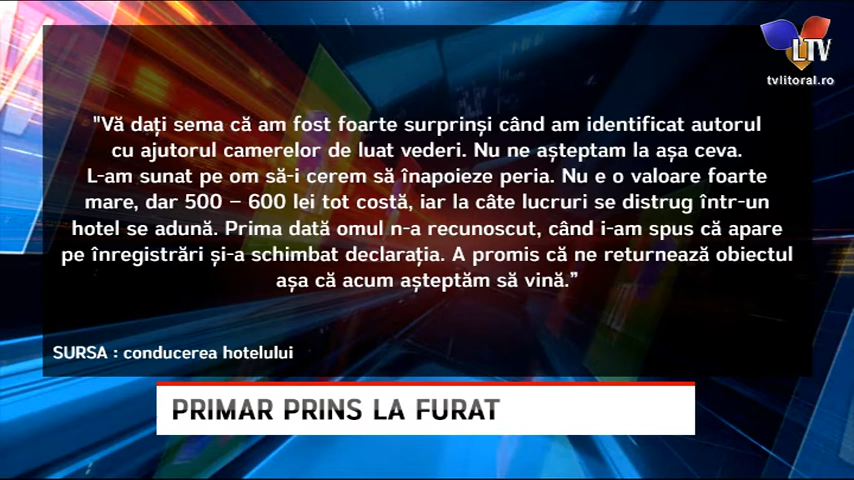 LTV
tvlitoral.ro
"Vă dați sema că am fost foarte surprinși când am identificat autorul
cu ajutorul camerelor de luat vederi. Nu ne așteptam la așa ceva.
L-am sunat pe om să-i cerem să înapoieze peria. Nu e o valoare foarte
mare, dar 500 – 600 lei tot costă, iar la câte lucruri se distrug într-un
hotel se adună. Prima dată omul n-a recunoscut, când i-am spus că apare
pe înregistrări și-a schimbat declarația. A promis că ne returnează obiectul
așa că acum așteptăm să vină.”
SURSA : conducerea hotelului
PRIMAR PRINS LA FURAT